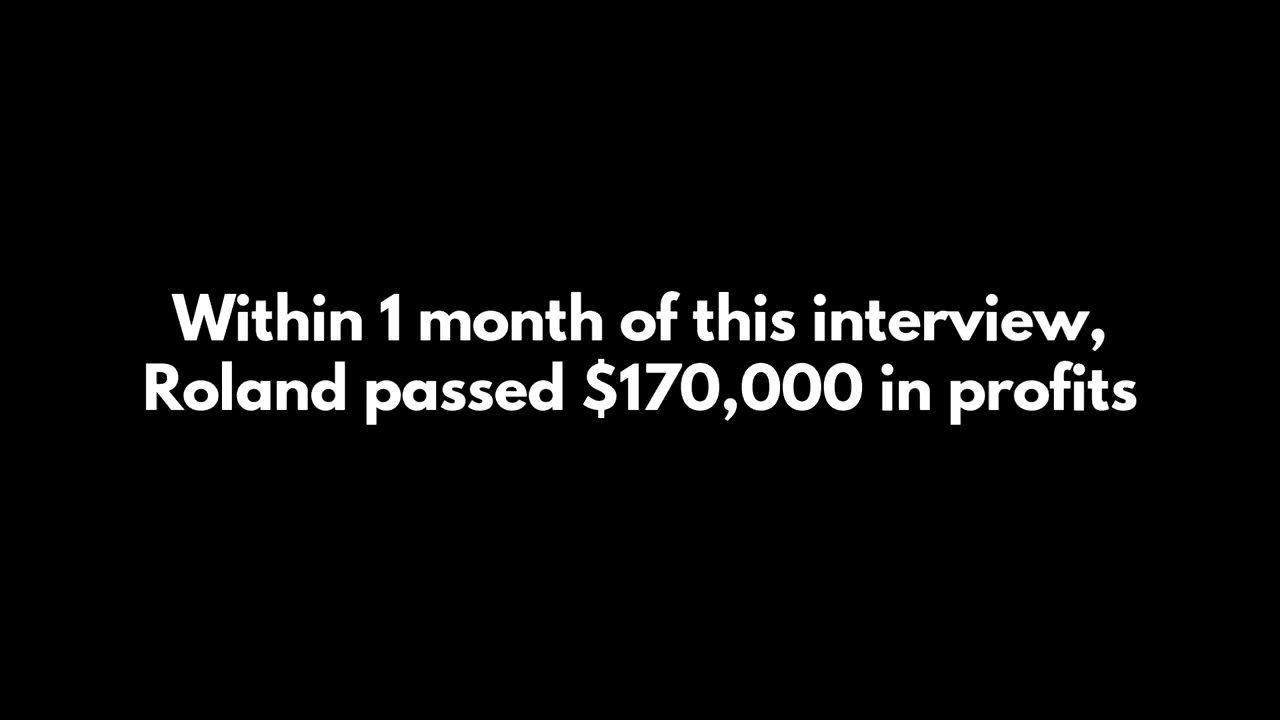 Within 1 month of this interview,
Roland passed $170,000 in profits